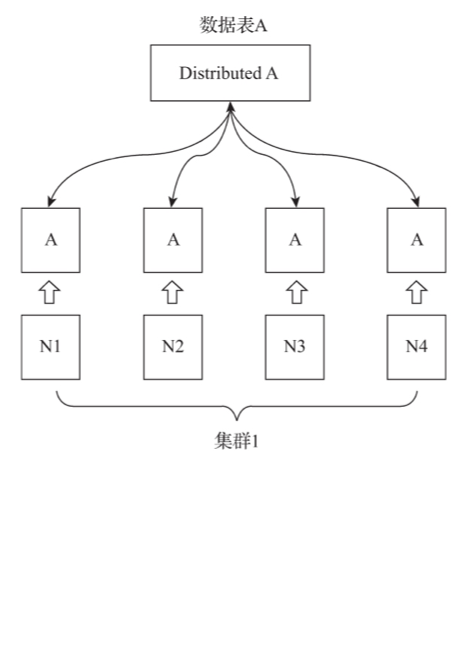 数据表A
Distributed A
A A A A
N1 N2 N3 N4
集群1